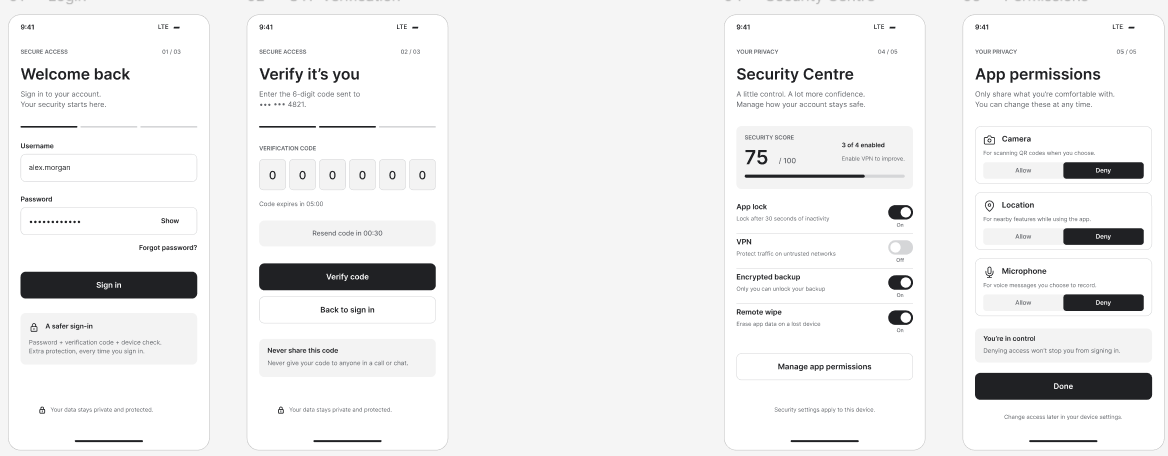 9:41
LTE
SECURE ACCESS
01 / 03
Welcome back
Sign in to your account.
Your security starts here.
Username
alex.morgan
Password
••••••••••••
Show
Forgot password?
Sign in
A safer sign-in
Password + verification code + device check.
Extra protection, every time you sign in.
Your data stays private and protected.
9:41
LTE
SECURE ACCESS
02 / 03
Verify it's you
Enter the 6-digit code sent to
••• ••• 4821.
VERIFICATION CODE
0 0 0 0 0 0
Code expires in 05:00
Resend code in 00:30
Verify code
Back to sign in
Never share this code
Never give your code to anyone in a call or chat.
Your data stays private and protected.
9:41
LTE
YOUR PRIVACY
04 / 05
Security Centre
A little control. A lot more confidence.
Manage how your account stays safe.
SECURITY SCORE
75 / 100
3 of 4 enabled
Enable VPN to improve.
App lock
Lock after 30 seconds of inactivity
On
VPN
Protect traffic on untrusted networks
Off
Encrypted backup
Only you can unlock your backup
On
Remote wipe
Erase app data on a lost device
On
Manage app permissions
Security settings apply to this device.
9:41
LTE
YOUR PRIVACY
05 / 05
App permissions
Only share what you're comfortable with.
You can change these at any time.
Camera
For scanning QR codes when you choose.
Allow
Deny
Location
For nearby features while using the app.
Allow
Deny
Microphone
For voice messages you choose to record.
Allow
Deny
You're in control
Denying access won't stop you from signing in.
Done
Change access later in your device settings.